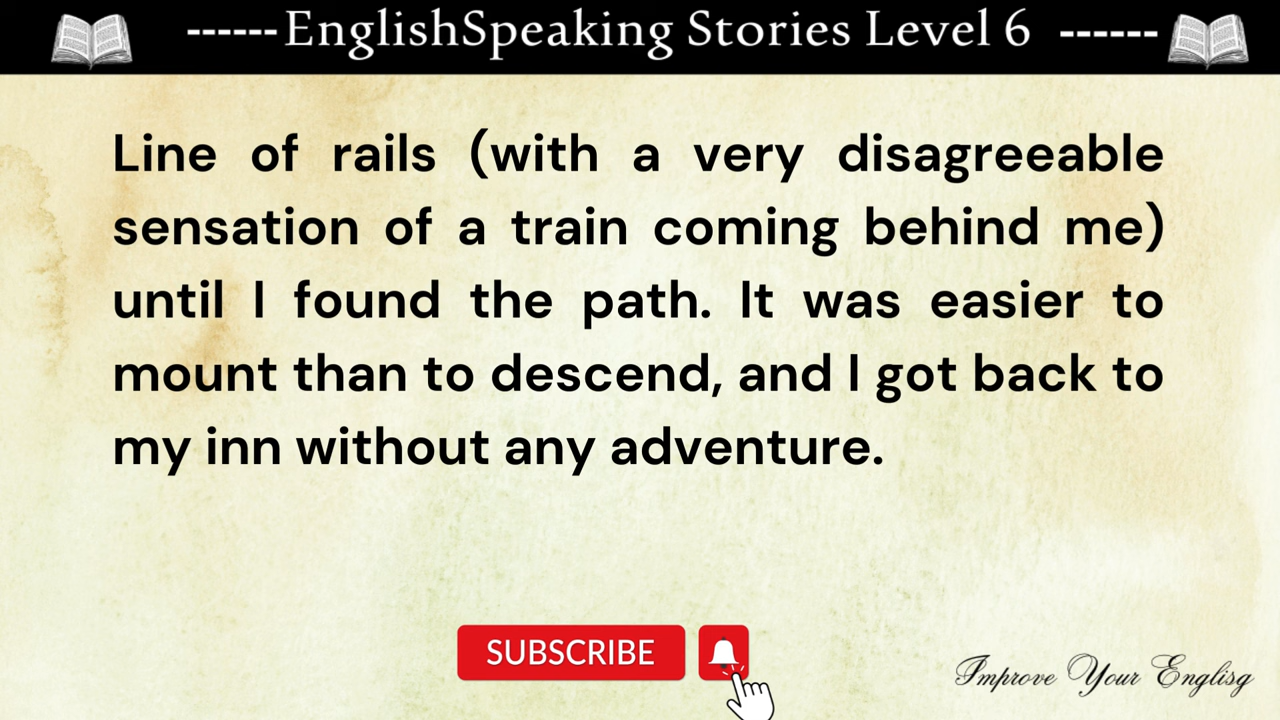 ------EnglishSpeaking Stories Level 6 ------
Line of rails (with a very disagreeable
sensation of a train coming behind me)
until I found the path. It was easier to
mount than to descend, and I got back to
my inn without any adventure.
SUBSCRIBE
Improve Your Englisg